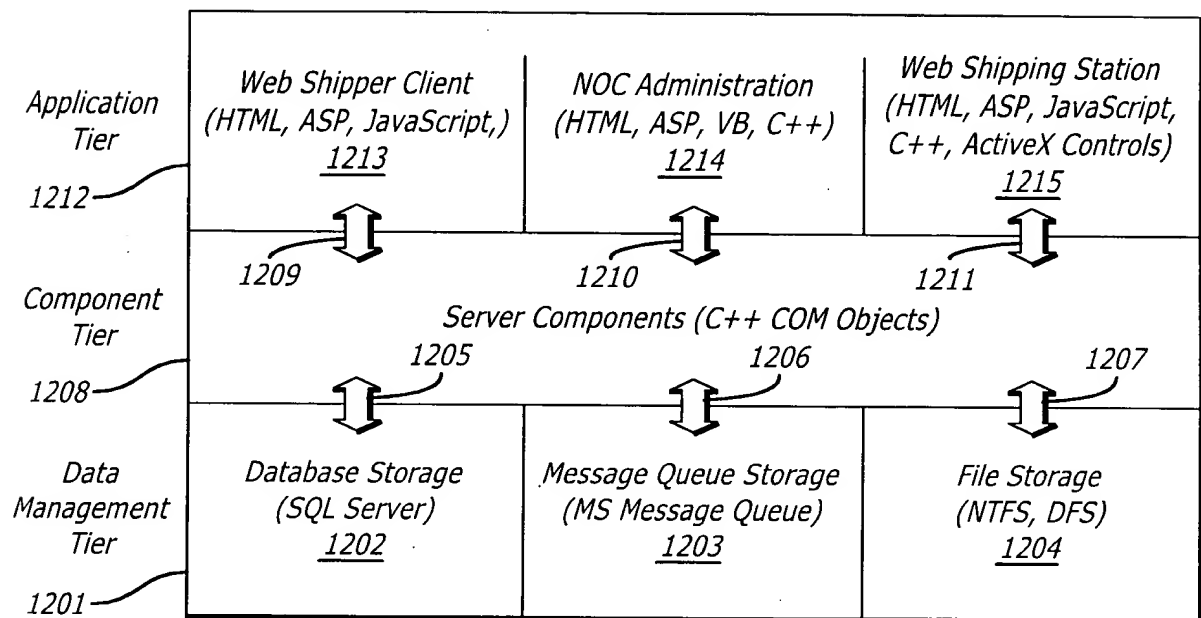 Application
Tier
1212
Web Shipper Client
(HTML, ASP, JavaScript,)
1213
NOC Administration
(HTML, ASP, VB, C++)
1214
Web Shipping Station
(HTML, ASP, JavaScript,
C++, ActiveX Controls)
1215
1209
1210
1211
Component
Tier
1208
Server Components (C++ COM Objects)
1205
1206
1207
Data
Management
Tier
1201
Database Storage
(SQL Server)
1202
Message Queue Storage
(MS Message Queue)
1203
File Storage
(NTFS, DFS)
1204